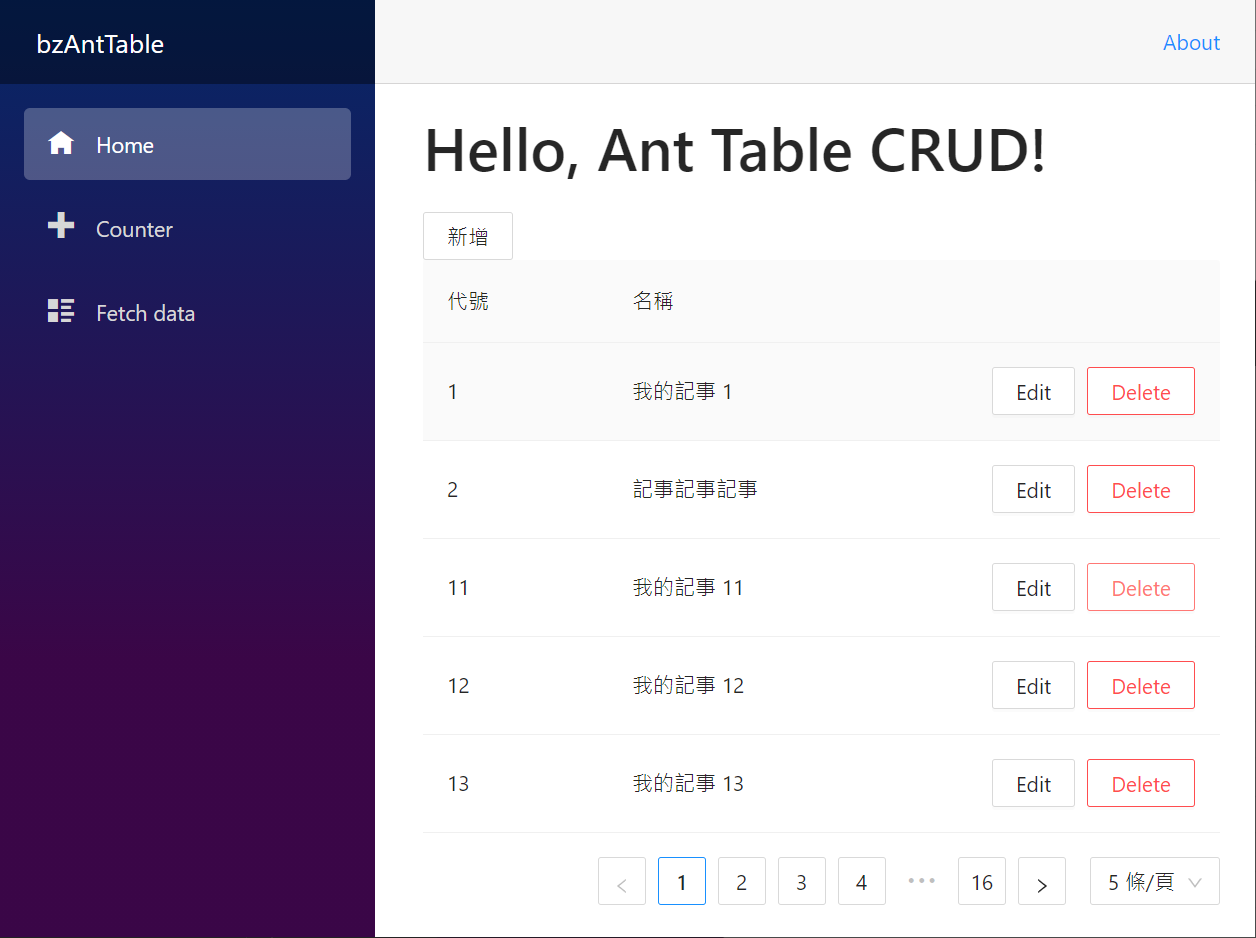 bzAntTable
About
Home
Counter
Fetch data
Hello, Ant Table CRUD!
新增
代號 名稱
1 我的記事 1 Edit Delete
2 記事記事記事 Edit Delete
11 我的記事 11 Edit Delete
12 我的記事 12 Edit Delete
13 我的記事 13 Edit Delete
< 1 2 3 4 ••• 16 > 5 條/頁